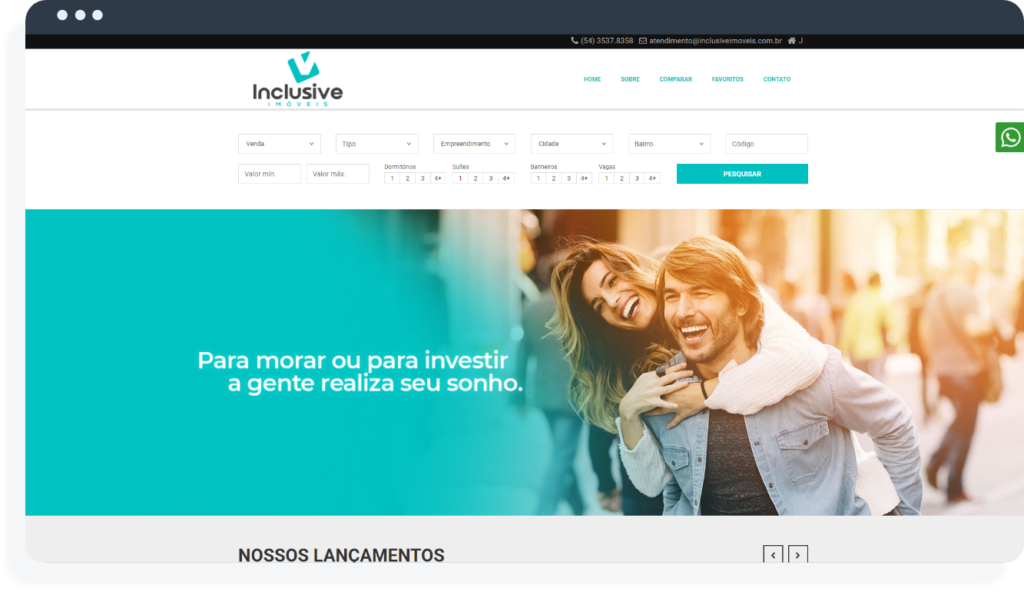 (54) 3537.8358 atendimento@inclusiveimoveis.com.br J
Inclusive
IMÓVEIS
HOME SOBRE COMPARAR FAVORITOS CONTATO
Venda Tipo Empreendimento Cidade Bairro Código
Dormitórios Suítes Banheiros Vagas
Valor mín. Valor máx. 1 2 3 4+ 1 2 3 4+ 1 2 3 4+ 1 2 3 4+ PESQUISAR
Para morar ou para investir
a gente realiza seu sonho.
NOSSOS LANÇAMENTOS